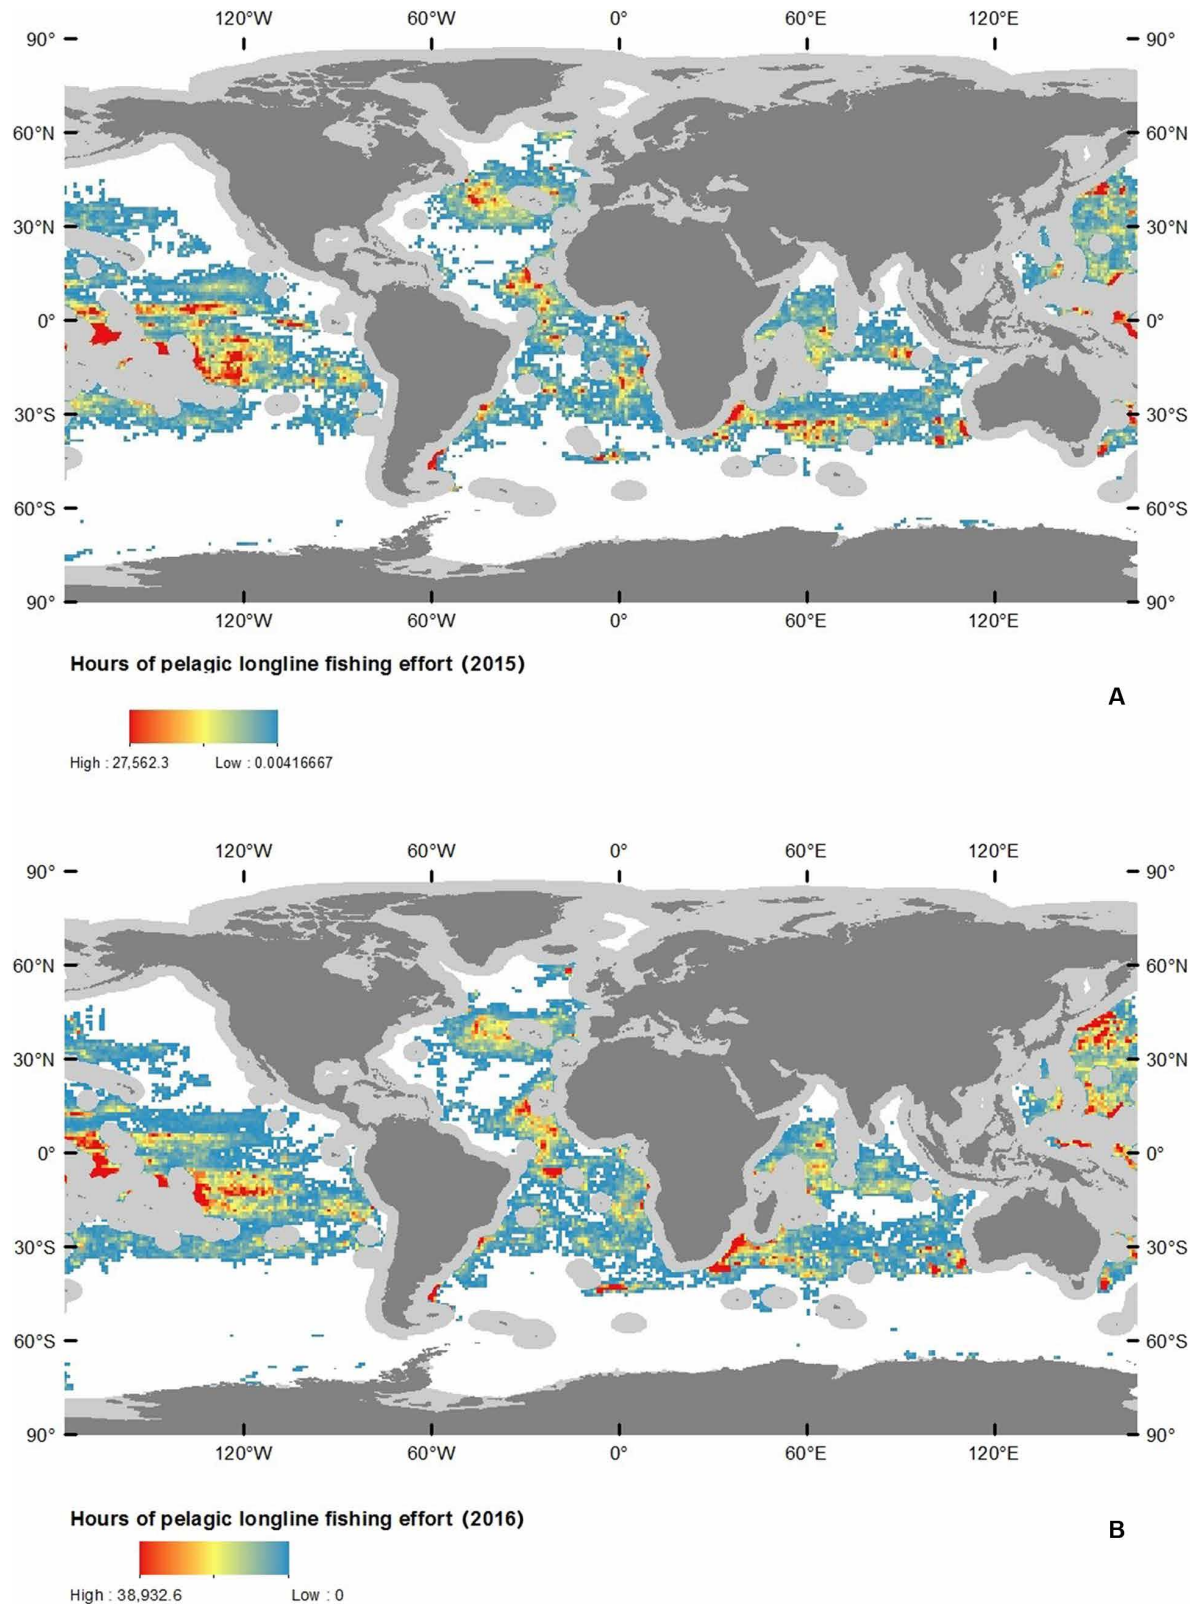 120°W 60°W 0° 60°E 120°E
90° 90°
60°N 60°N
30°N 30°N
0° 0°
30°S 30°S
60°S 60°S
90° 90°
120°W 60°W 0° 60°E 120°E
Hours of pelagic longline fishing effort (2015)
A
High : 27,562.3 Low : 0.00416667
120°W 60°W 0° 60°E 120°E
90° 90°
60°N 60°N
30°N 30°N
0° 0°
30°S 30°S
60°S 60°S
90° 90°
120°W 60°W 0° 60°E 120°E
Hours of pelagic longline fishing effort (2016)
B
High : 38,932.6 Low : 0